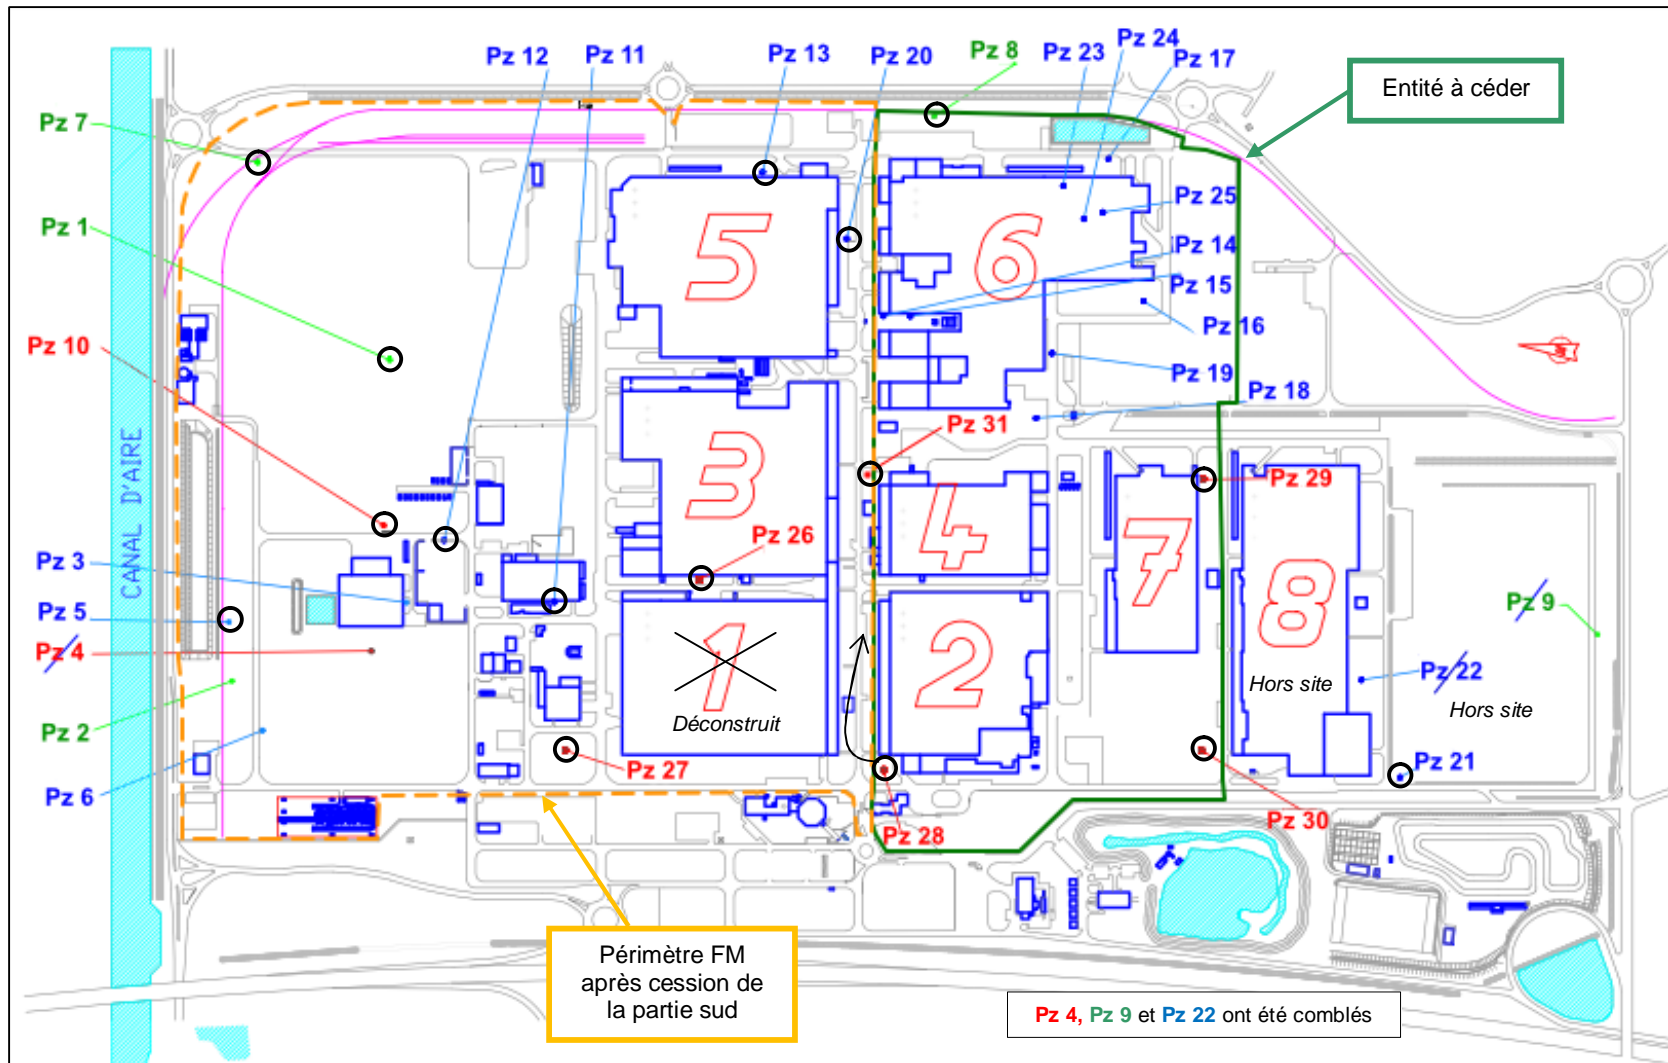 Pz 12
Pz 11
Pz 13
Pz 20
Pz 8
Pz 23
Pz 24
Pz 17
Entité à céder
Pz 7
Pz 1
Pz 10
Pz 25
Pz 14
Pz 15
Pz 16
Pz 19
Pz 18
5
6
3
4
7
8
1
2
Pz 31
Pz 29
Pz 26
CANAL D'AIRE
Pz 3
Pz 5
Pz 4
Pz 2
Pz 6
Pz 9
Pz 22
Hors site
Hors site
Déconstruit
Pz 27
Pz 21
Pz 28
Pz 30
Périmètre FM
après cession de
la partie sud
Pz 4, Pz 9 et Pz 22 ont été comblés